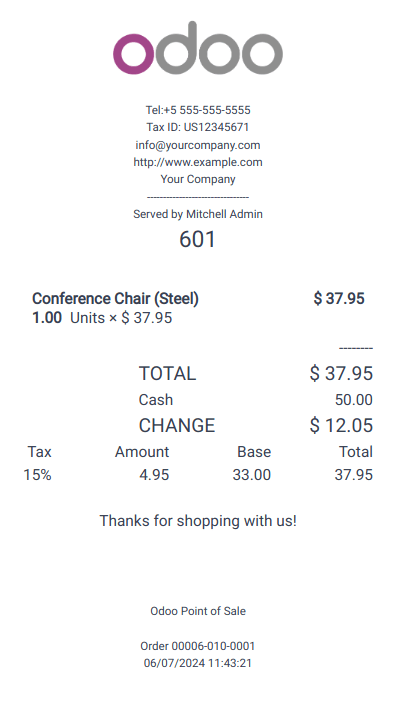 odoo
Tel:+5 555-555-5555
Tax ID: US12345671
info@yourcompany.com
http://www.example.com
Your Company
--------------------------------
Served by Mitchell Admin
601
Conference Chair (Steel) $ 37.95
1.00 Units × $ 37.95
--------
TOTAL $ 37.95
Cash 50.00
CHANGE $ 12.05
Tax Amount Base Total
15% 4.95 33.00 37.95
Thanks for shopping with us!
Odoo Point of Sale
Order 00006-010-0001
06/07/2024 11:43:21